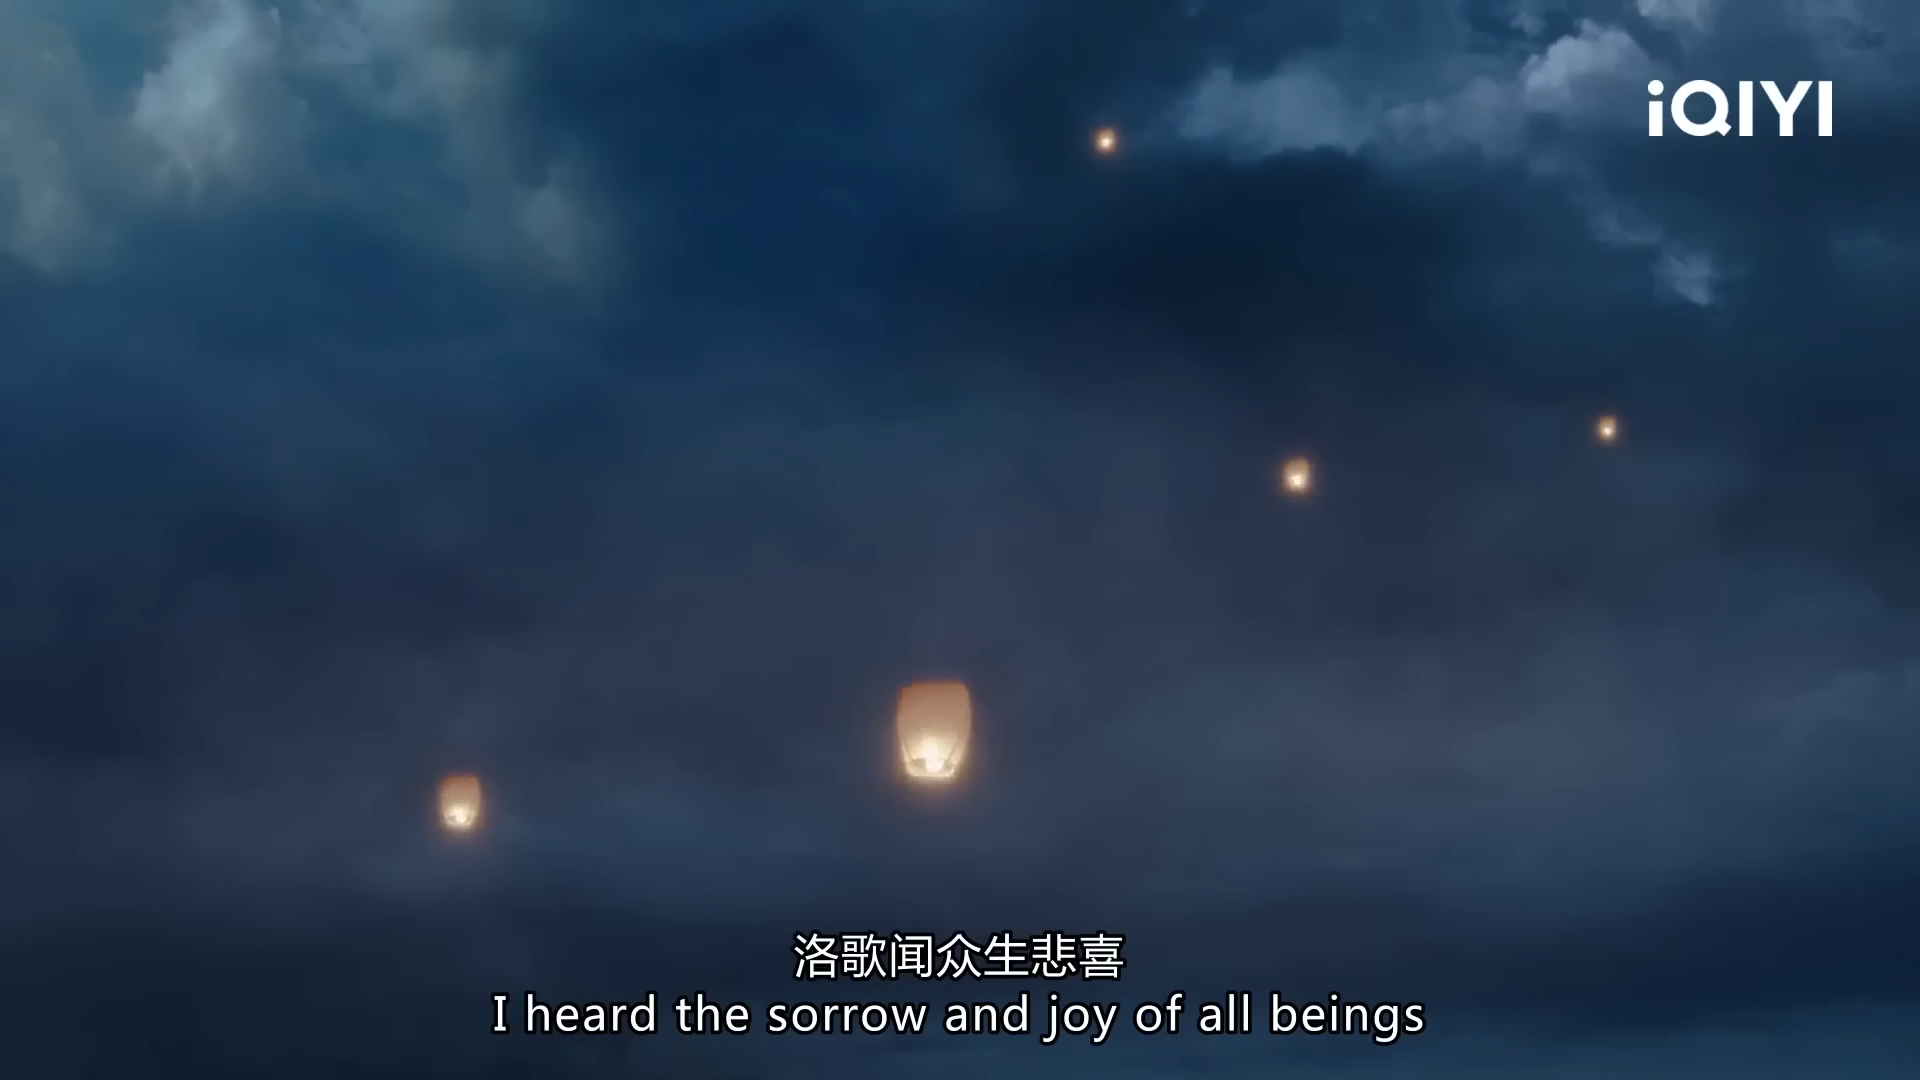 iQIYI
洛歌闻众生悲喜
I heard the sorrow and joy of all beings